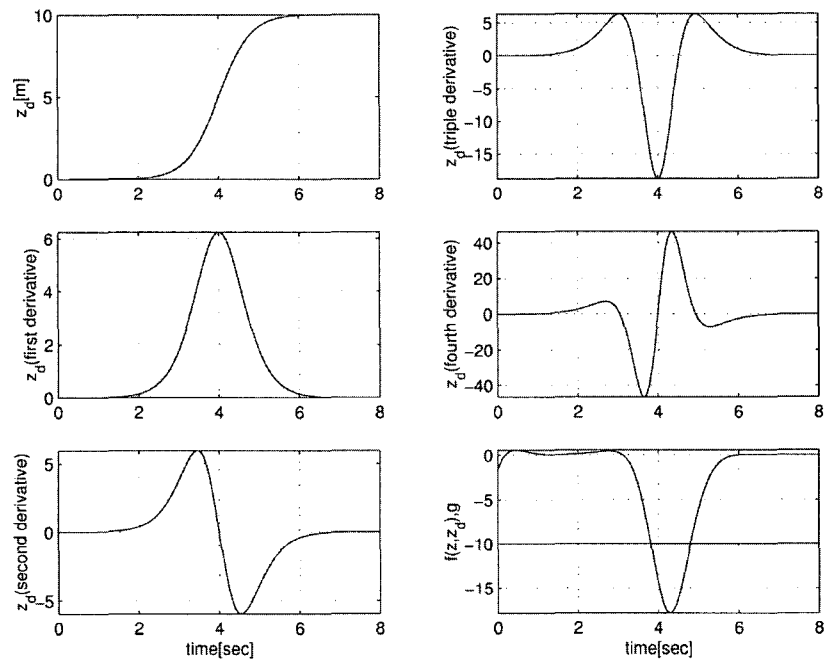 10
5
0
0 2 4 6 8
z_d[m]
5
0
−5
−10
−15
0 2 4 6 8
z_d(triple derivative)
6
4
2
0
0 2 4 6 8
z_d(first derivative)
40
20
0
−20
−40
0 2 4 6 8
z_d(fourth derivative)
5
0
−5
0 2 4 6 8
z_d(second derivative)
time[sec]
0
−5
−10
−15
0 2 4 6 8
f(z,z_d),g
time[sec]